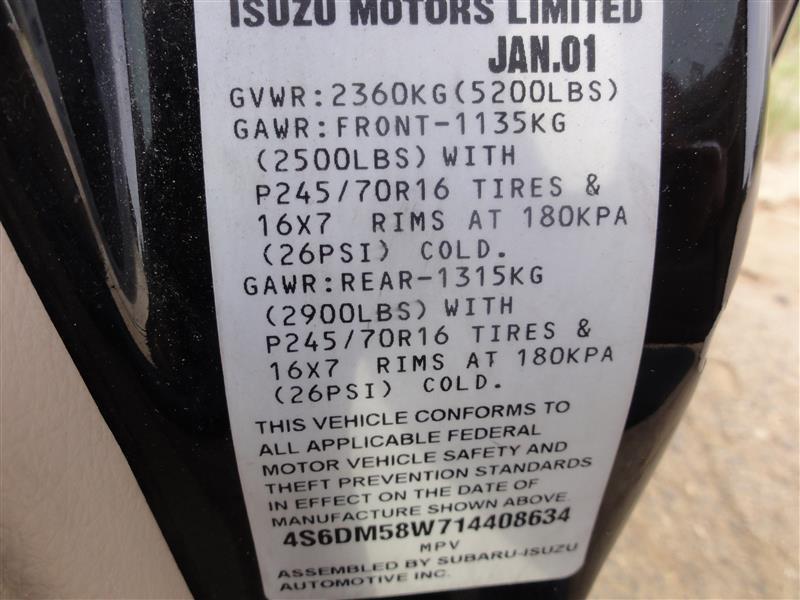 ISUZU MOTORS LIMITED
JAN.01
GVWR:2360KG(5200LBS)
GAWR:FRONT-1135KG
(2500LBS) WITH
P245/70R16 TIRES &
16X7 RIMS AT 180KPA
(26PSI) COLD.
GAWR:REAR-1315KG
(2900LBS) WITH
P245/70R16 TIRES &
16X7 RIMS AT 180KPA
(26PSI) COLD.
THIS VEHICLE CONFORMS TO
ALL APPLICABLE FEDERAL
MOTOR VEHICLE SAFETY AND
THEFT PREVENTION STANDARDS
IN EFFECT ON THE DATE OF
MANUFACTURE SHOWN ABOVE.
4S6DM58W714408634
MPV
ASSEMBLED BY SUBARU-ISUZU
AUTOMOTIVE INC.